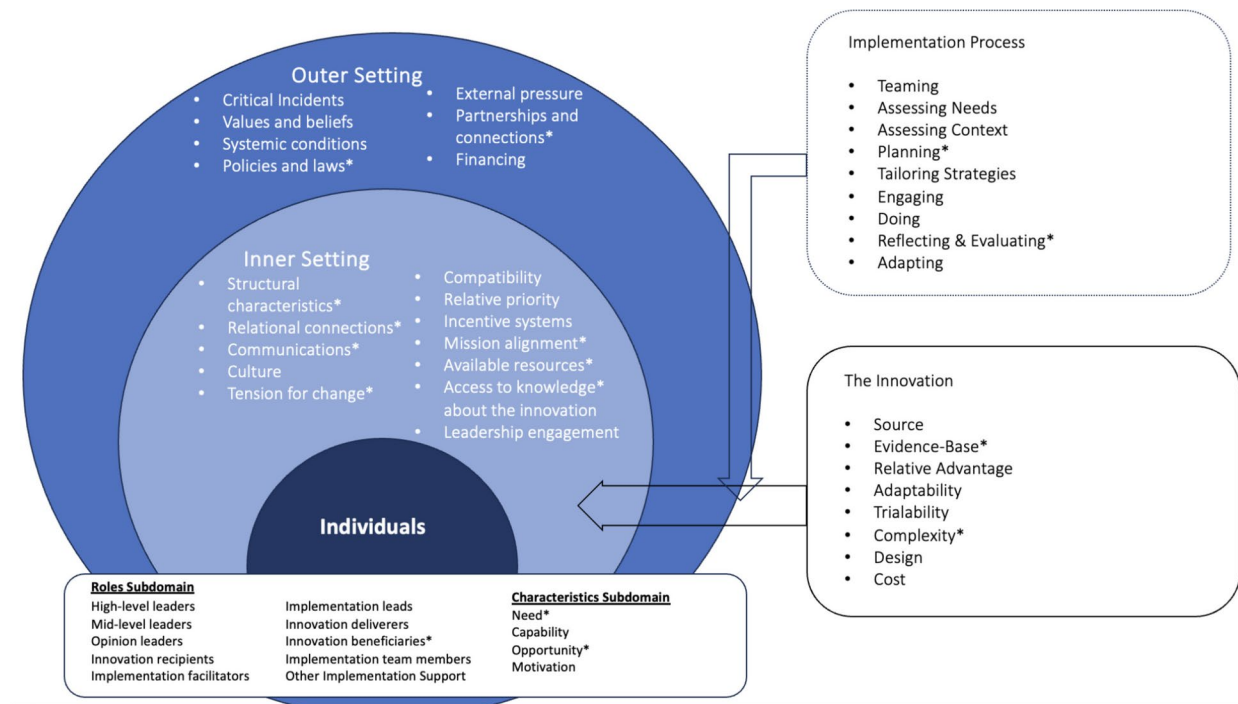 Outer Setting
• Critical Incidents
• Values and beliefs
• Systemic conditions
• Policies and laws*
• External pressure
• Partnerships and
connections*
• Financing
Inner Setting
• Structural
characteristics*
• Relational connections*
• Communications*
• Culture
• Tension for change*
• Compatibility
• Relative priority
• Incentive systems
• Mission alignment*
• Available resources*
• Access to knowledge*
about the innovation
• Leadership engagement
Individuals
Roles Subdomain
High-level leaders
Mid-level leaders
Opinion leaders
Innovation recipients
Implementation facilitators
Implementation leads
Innovation deliverers
Innovation beneficiaries*
Implementation team members
Other Implementation Support
Characteristics Subdomain
Need*
Capability
Opportunity*
Motivation
Implementation Process
• Teaming
• Assessing Needs
• Assessing Context
• Planning*
• Tailoring Strategies
• Engaging
• Doing
• Reflecting & Evaluating*
• Adapting
The Innovation
• Source
• Evidence-Base*
• Relative Advantage
• Adaptability
• Trialability
• Complexity*
• Design
• Cost